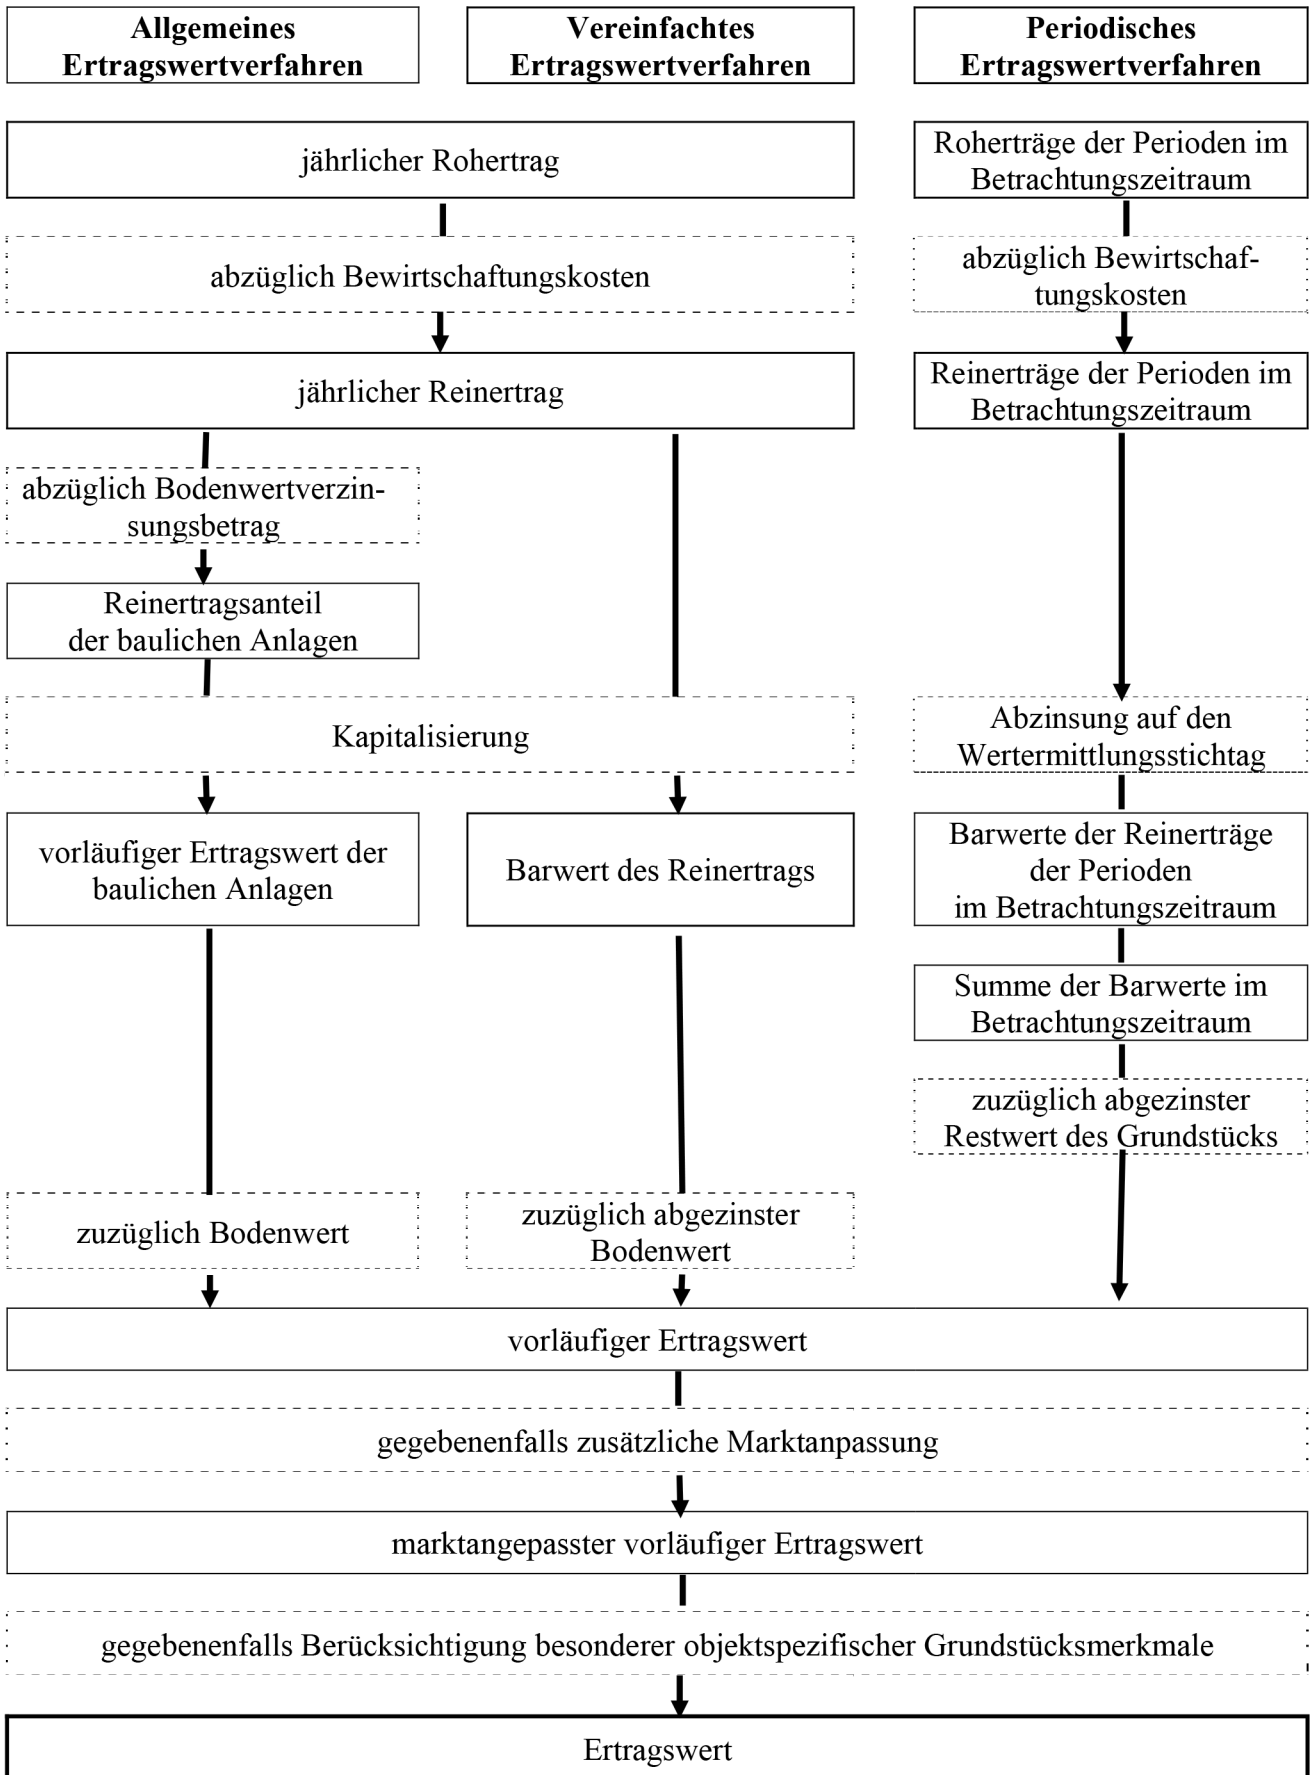 Allgemeines
Ertragswertverfahren
Vereinfachtes
Ertragswertverfahren
Periodisches
Ertragswertverfahren
jährlicher Rohertrag
Roherträge der Perioden im
Betrachtungszeitraum
abzüglich Bewirtschaftungskosten
abzüglich Bewirtschaf-
tungskosten
jährlicher Reinertrag
Reinerträge der Perioden im
Betrachtungszeitraum
abzüglich Bodenwertverzin-
sungsbetrag
Reinertragsanteil
der baulichen Anlagen
Kapitalisierung
Abzinsung auf den
Wertermittlungsstichtag
vorläufiger Ertragswert der
baulichen Anlagen
Barwert des Reinertrags
Barwerte der Reinerträge
der Perioden
im Betrachtungszeitraum
Summe der Barwerte im
Betrachtungszeitraum
zuzüglich abgezinster
Restwert des Grundstücks
zuzüglich Bodenwert
zuzüglich abgezinster
Bodenwert
vorläufiger Ertragswert
gegebenenfalls zusätzliche Marktanpassung
marktangepasster vorläufiger Ertragswert
gegebenenfalls Berücksichtigung besonderer objektspezifischer Grundstücksmerkmale
Ertragswert